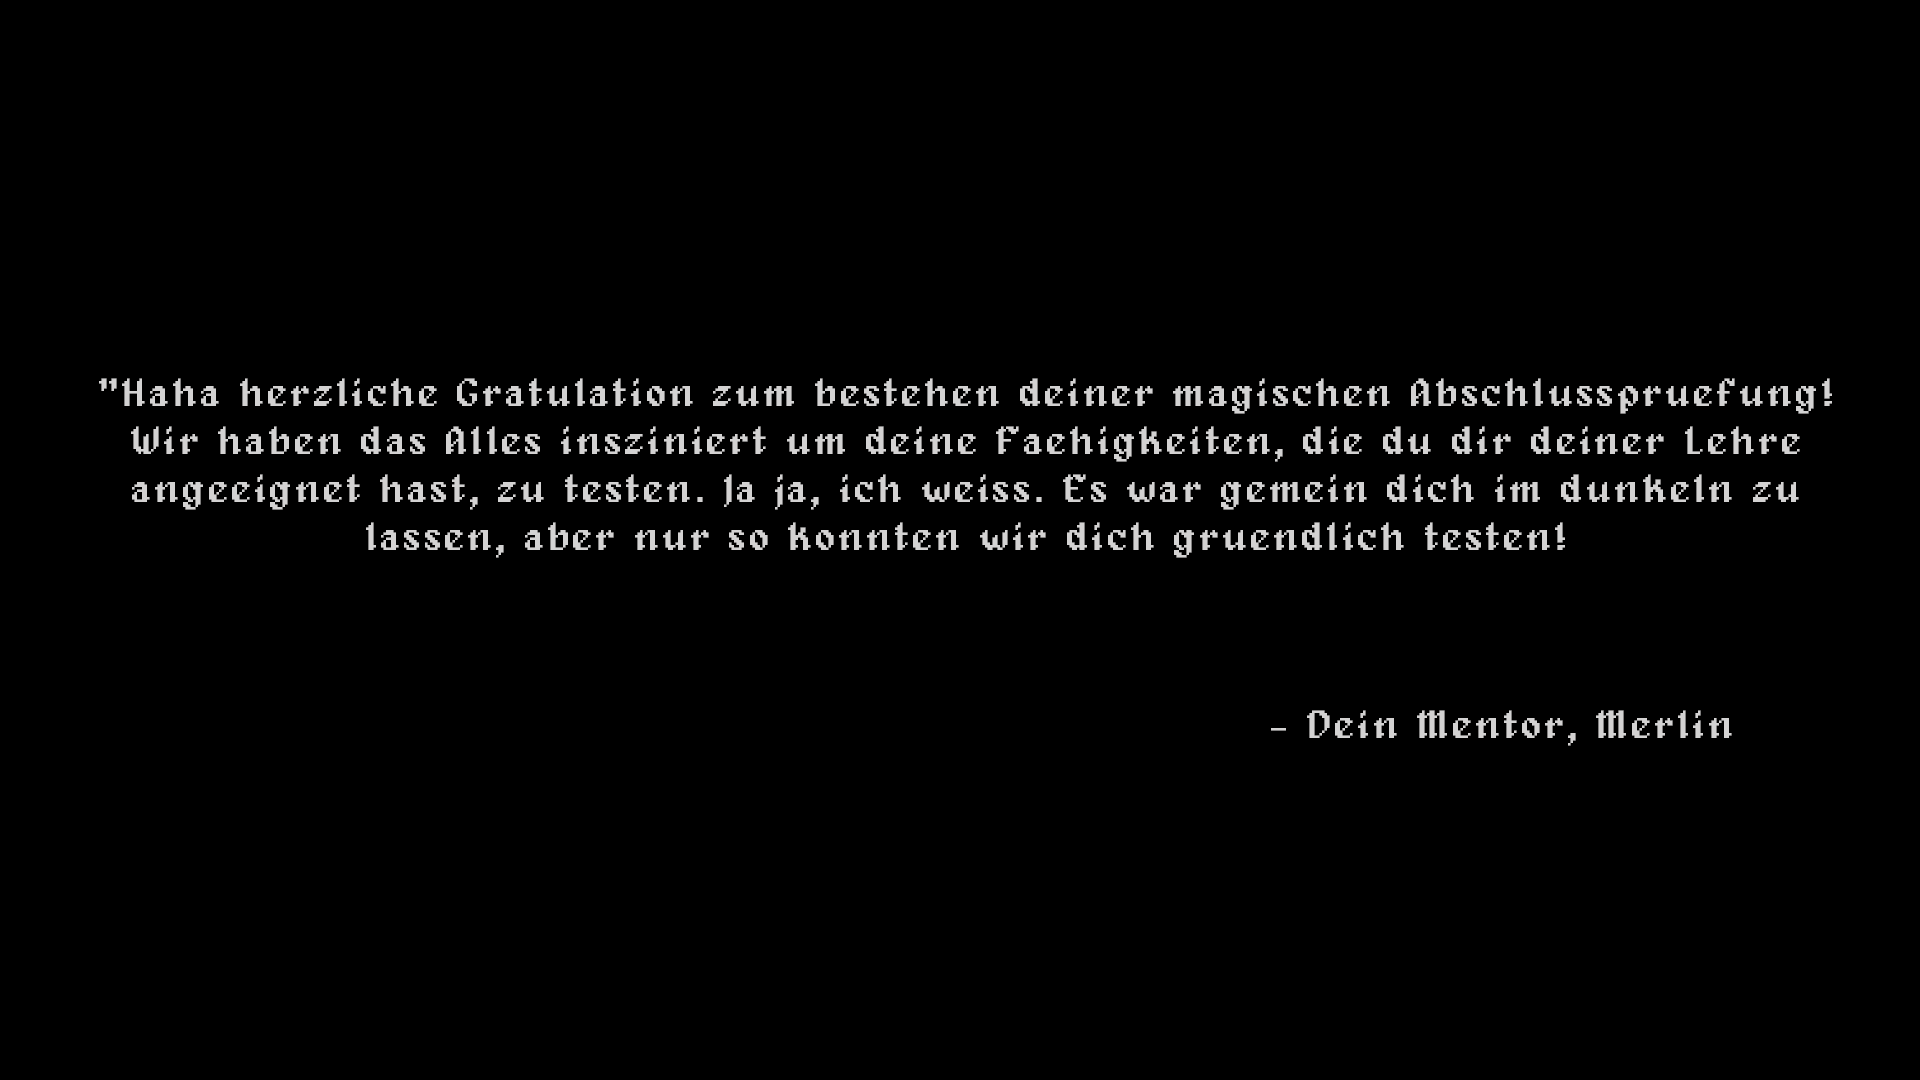 "Haha herzliche Gratulation zum bestehen deiner magischen Abschlusspruefung!
Wir haben das Alles insziniert um deine Faehigkeiten, die du dir deiner Lehre
angeeignet hast, zu testen. Ja ja, ich weiss. Es war gemein dich im dunkeln zu
lassen, aber nur so konnten wir dich gruendlich testen!
- Dein Mentor, Merlin